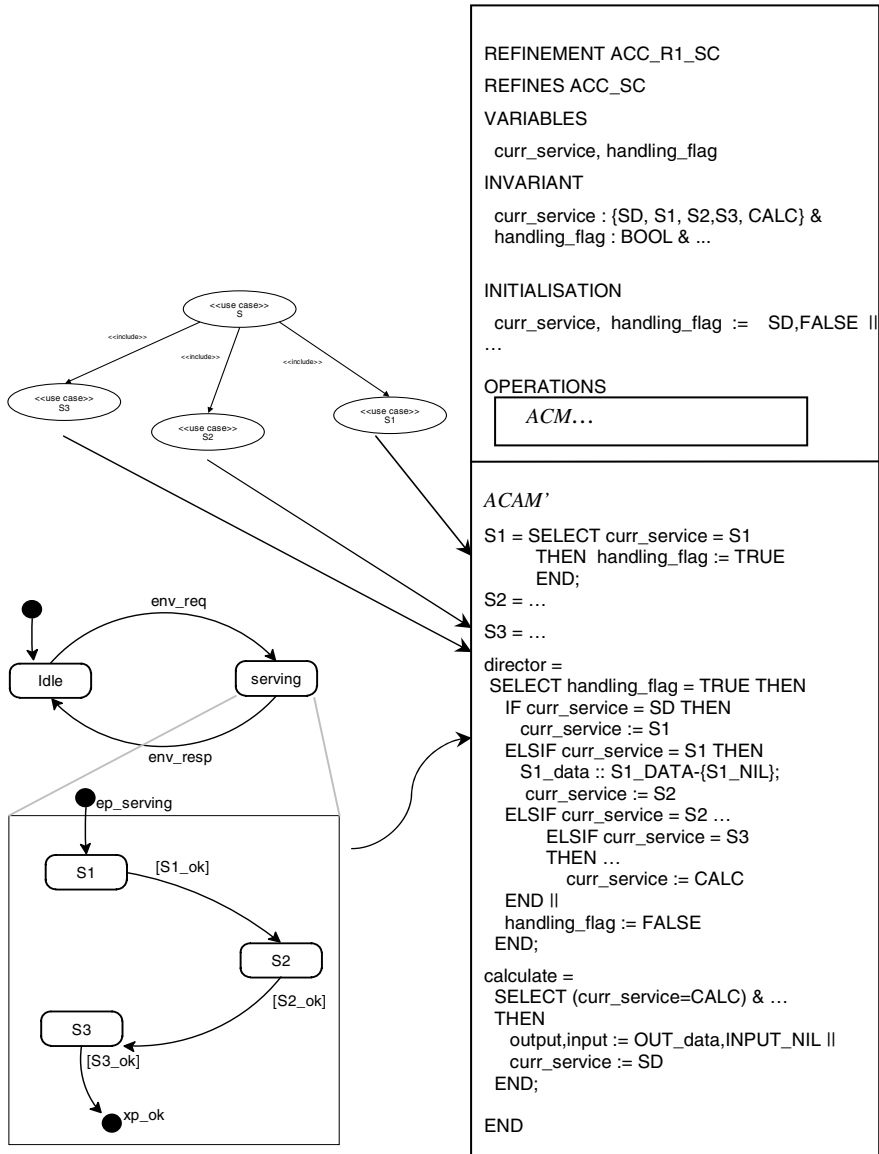 REFINEMENT ACC_R1_SC
REFINES ACC_SC
VARIABLES
curr_service, handling_flag
INVARIANT
curr_service : {SD, S1, S2,S3, CALC} &
handling_flag : BOOL & ...
INITIALISATION
curr_service, handling_flag := SD,FALSE ||
...
OPERATIONS
ACM...
<<use case>>
S
<<include>>
<<include>>
<<include>>
<<use case>>
S3
<<use case>>
S2
<<use case>>
S1
ACAM’
S1 = SELECT curr_service = S1
THEN handling_flag := TRUE
END;
S2 = ...
S3 = ...
director =
SELECT handling_flag = TRUE THEN
IF curr_service = SD THEN
curr_service := S1
ELSIF curr_service = S1 THEN
S1_data :: S1_DATA-{S1_NIL};
curr_service := S2
ELSIF curr_service = S2 ...
ELSIF curr_service = S3
THEN ...
curr_service := CALC
END ||
handling_flag := FALSE
END;
calculate =
SELECT (curr_service=CALC) & ...
THEN
output,input := OUT_data,INPUT_NIL ||
curr_service := SD
END;
END
env_req
Idle
serving
env_resp
ep_serving
S1
[S1_ok]
S2
[S2_ok]
S3
[S3_ok]
xp_ok